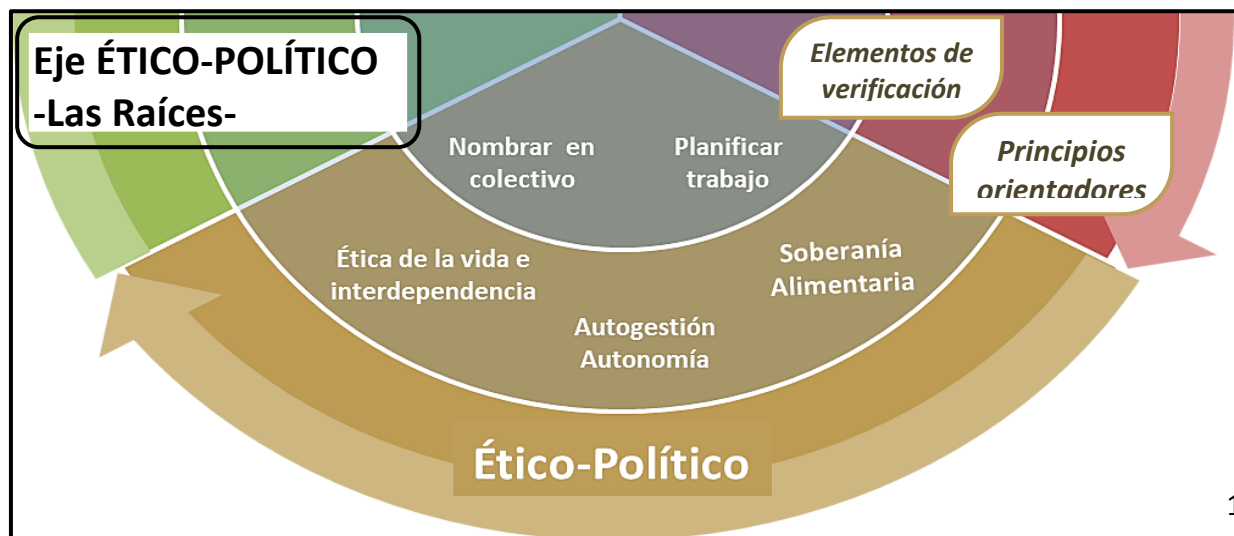 Eje ÉTICO-POLÍTICO
-Las Raíces-
Elementos de
verificación
Principios
orientadores
Nombrar en
colectivo
Planificar
trabajo
Ética de la vida e
interdependencia
Soberanía
Alimentaria
Autogestión
Autonomía
Ético-Político
1